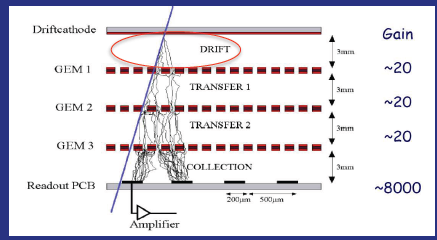 Driftcathode
Gain
DRIFT
3mm
GEM 1
~20
TRANSFER 1
3mm
GEM 2
~20
TRANSFER 2
3mm
GEM 3
~20
COLLECTION
3mm
Readout PCB
~8000
200μm 500μm
Amplifier